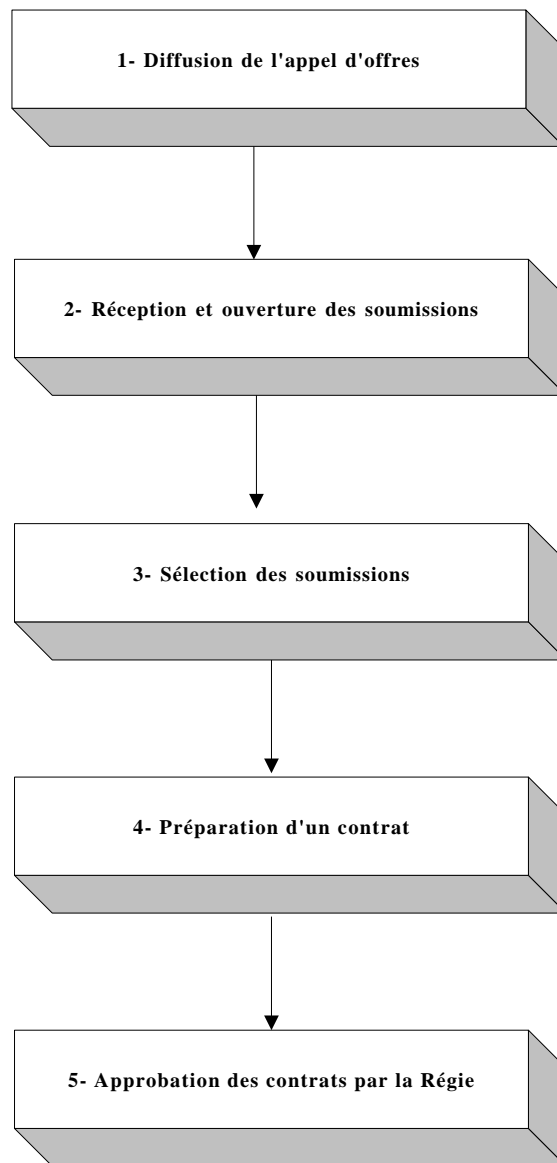 1- Diffusion de l'appel d'offres
2- Réception et ouverture des soumissions
3- Sélection des soumissions
4- Préparation d'un contrat
5- Approbation des contrats par la Régie